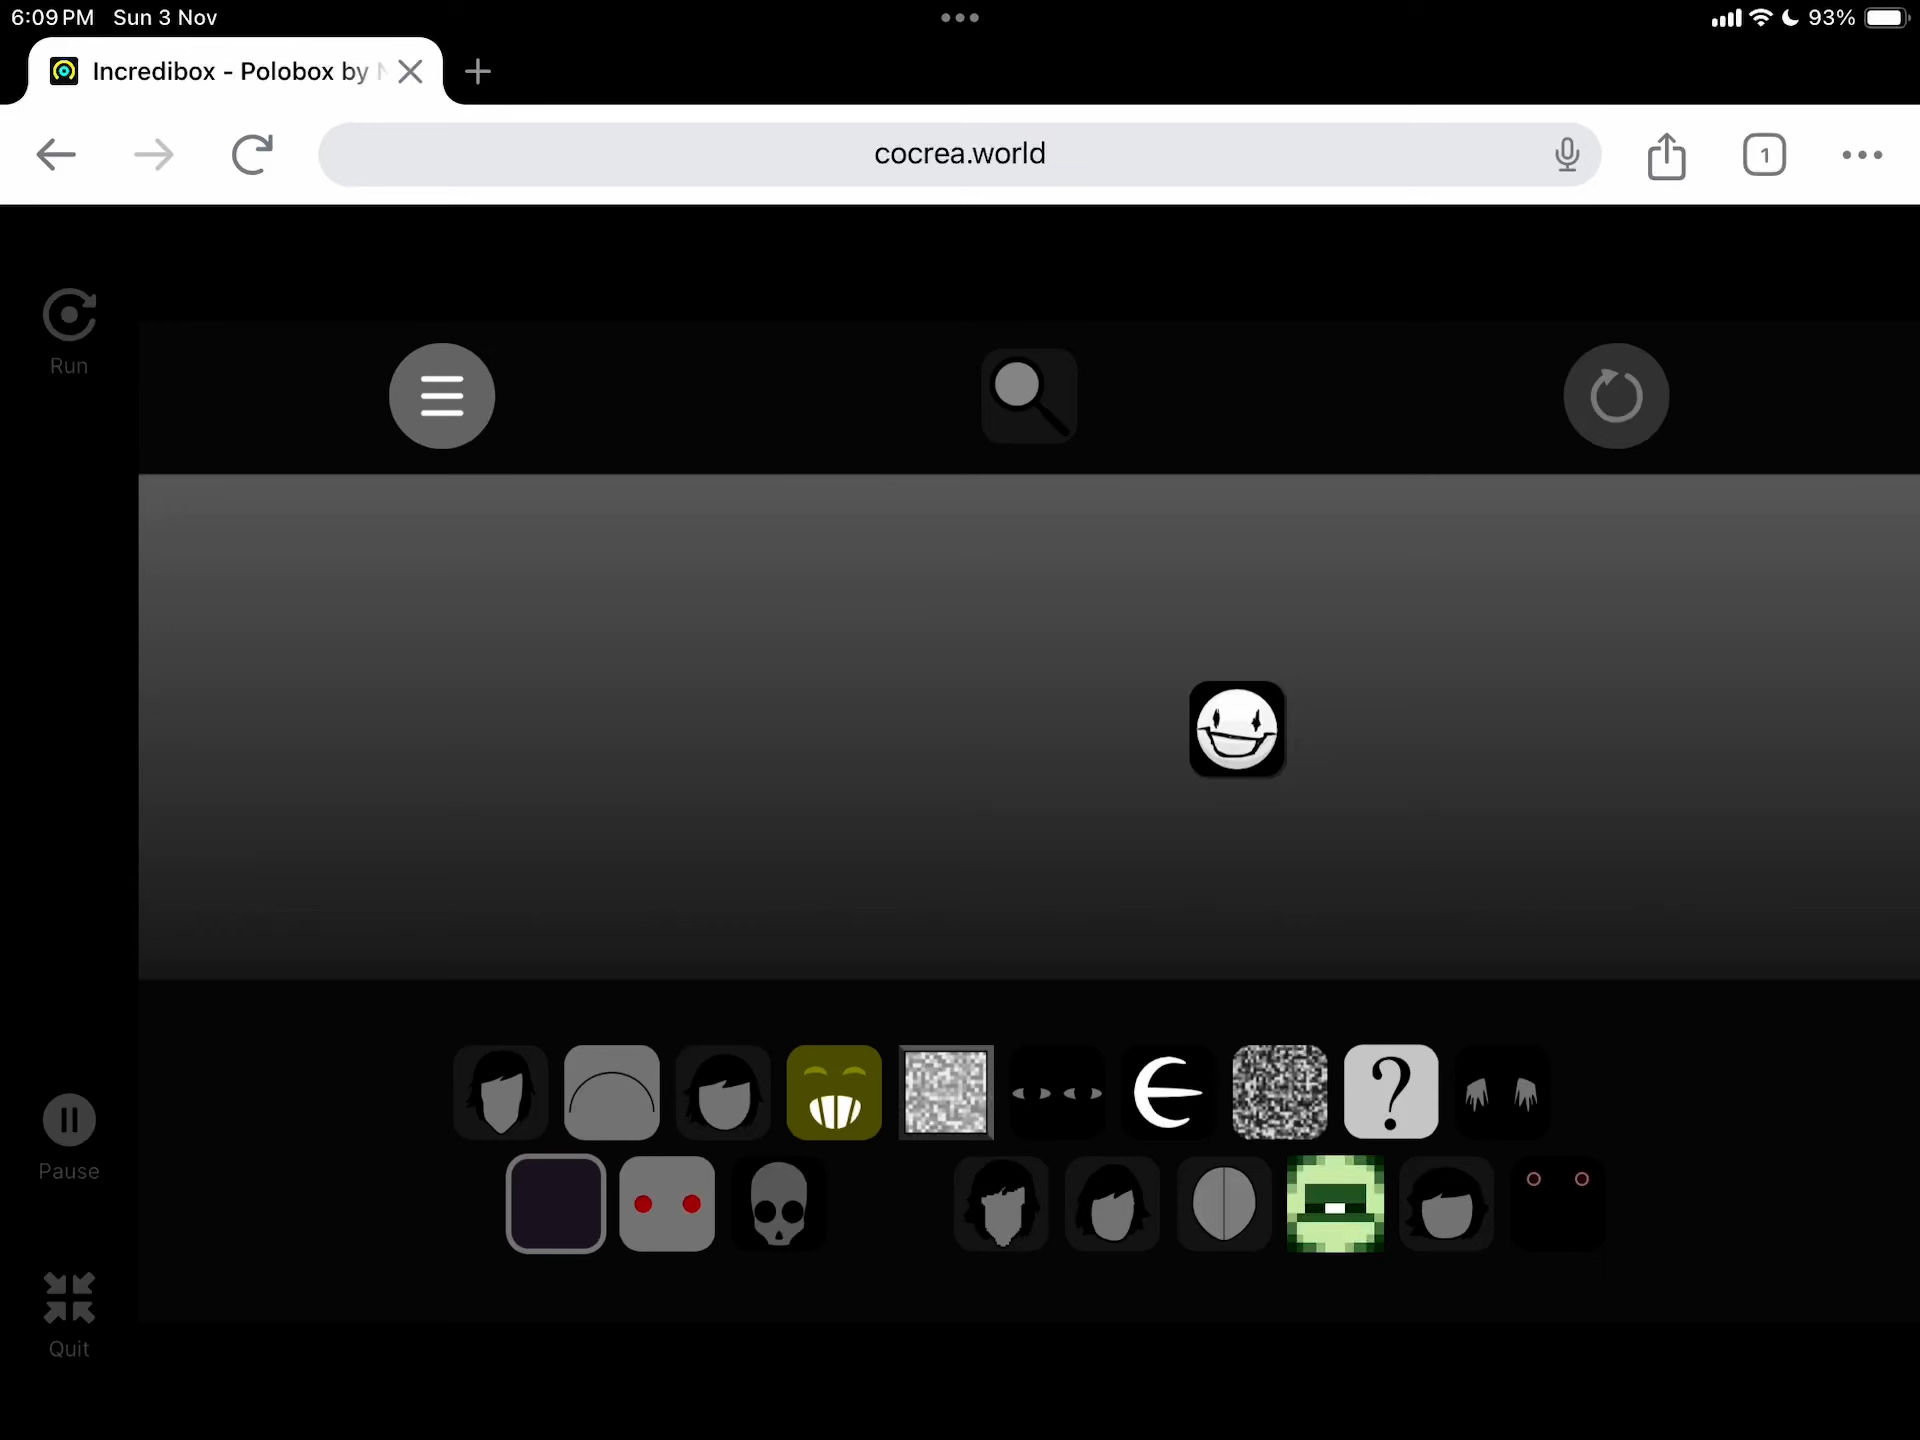 6:09 PM Sun 3 Nov
93%
Incredibox - Polobox by
cocrea.world
1
Run
?
Pause
Quit